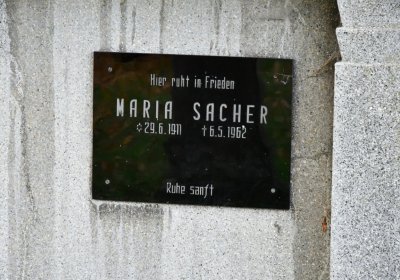 Hier ruht in Frieden
MARIA SACHER
☆29.6.1911 ✝6.5.1962
Ruhe sanft